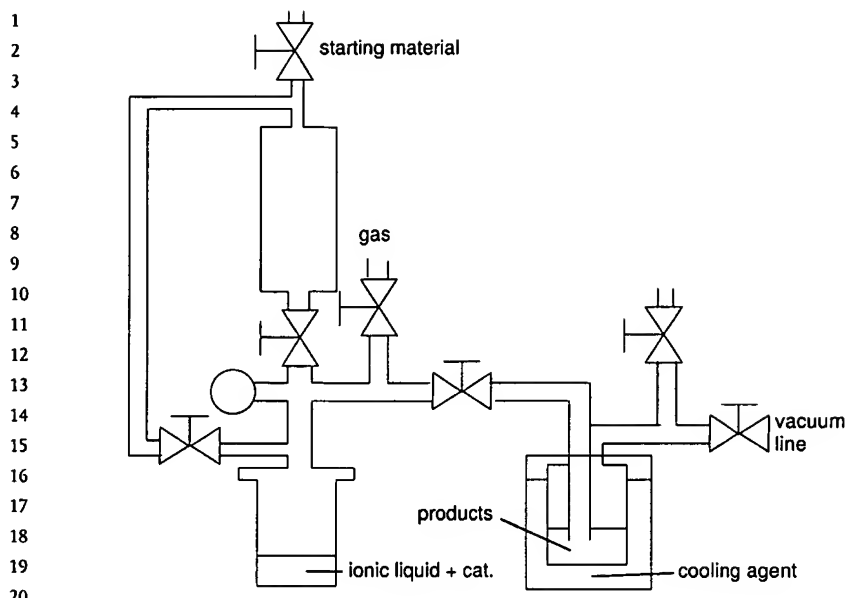 1
2
3
4
5
6
7
8
9
10
11
12
13
14
15
16
17
18
19
20
starting material
gas
vacuum
line
products
ionic liquid + cat.
cooling agent